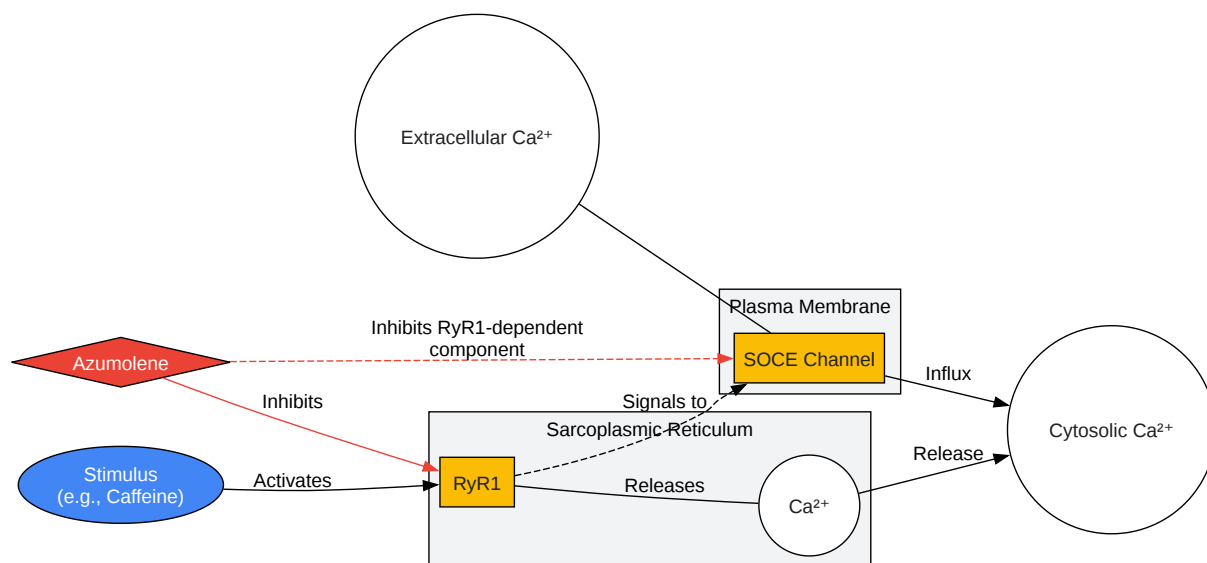 Extracellular Ca²⁺
Plasma Membrane
Inhibits RyR1-dependent
component
Azumolene
SOCE Channel
Influx
Inhibits
Signals to
Sarcoplasmic Reticulum
Cytosolic Ca²⁺
Release
Stimulus
(e.g., Caffeine)
Activates
RyR1
Releases
Ca²⁺